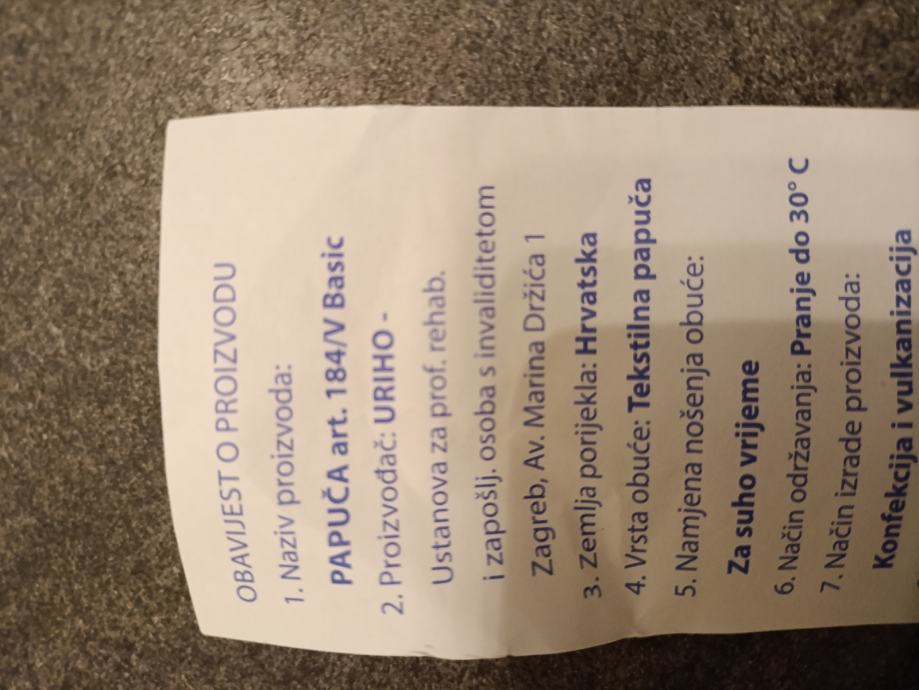 OBAVIJEST O PROIZVODU
1. Naziv proizvoda:
PAPUČA art. 184/V Basic
2. Proizvođač: URIHO -
Ustanova za prof. rehab.
i zapošlj. osoba s invaliditetom
Zagreb, Av. Marina Držića 1
3. Zemlja porijekla: Hrvatska
4. Vrsta obuće: Tekstilna papuča
5. Namjena nošenja obuće:
Za suho vrijeme
6. Način održavanja: Pranje do 30° C
7. Način izrade proizvoda:
Konfekcija i vulkanizacija